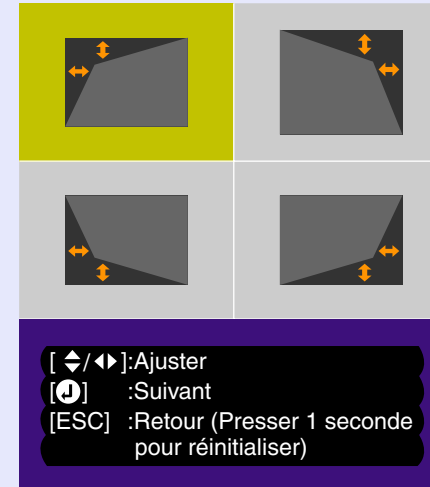 [ ⬘/◂▸ ]:Ajuster
[⏎] :Suivant
[ESC] :Retour (Presser 1 seconde
pour réinitialiser)